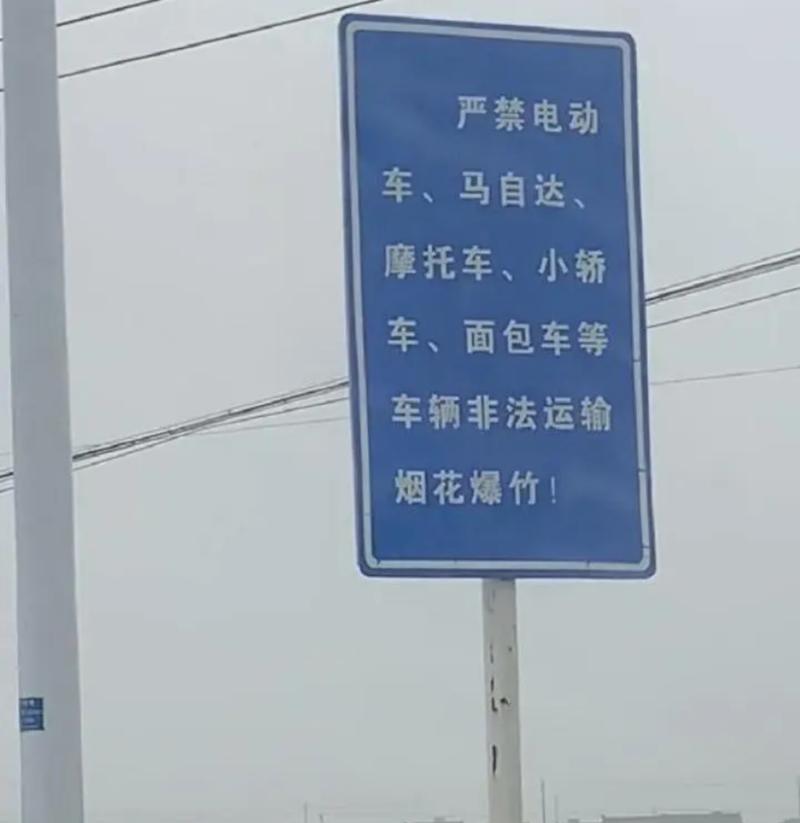 严禁电动
车、马自达、
摩托车、小轿
车、面包车等
车辆非法运输
烟花爆竹！